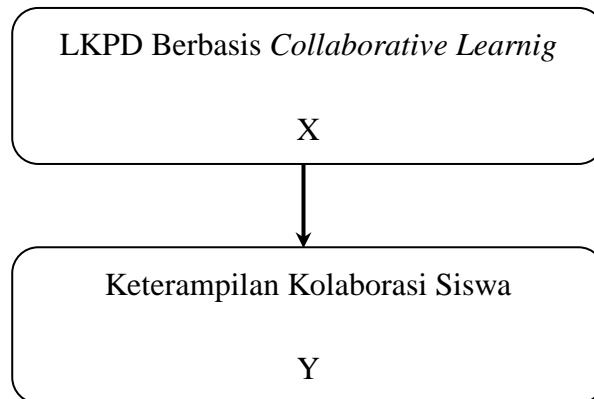 LKPD Berbasis Collaborative Learnig
X
Keterampilan Kolaborasi Siswa
Y